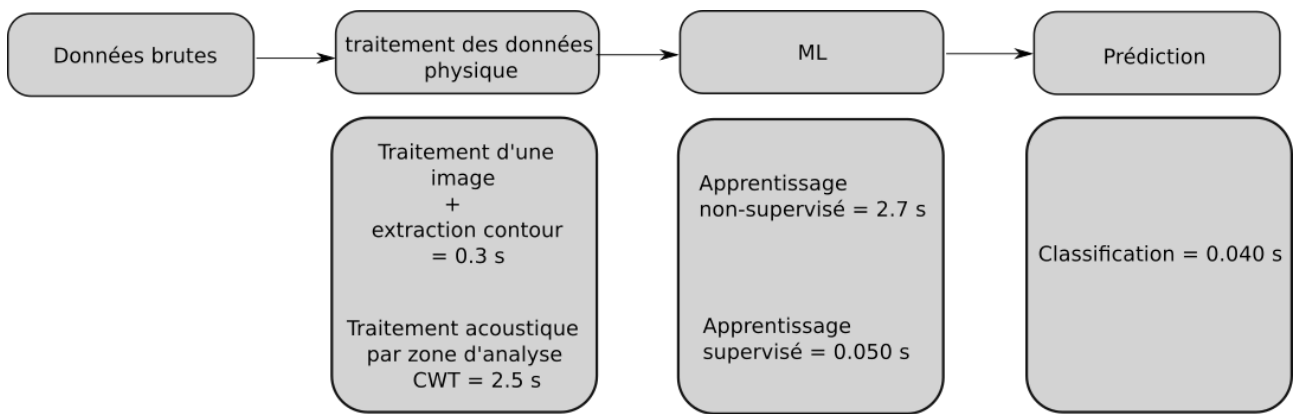 Données brutes
traitement des données
physique
ML
Prédiction
Traitement d'une
image
+
extraction contour
= 0.3 s
Traitement acoustique
par zone d'analyse
CWT = 2.5 s
Apprentissage
non-supervisé = 2.7 s
Apprentissage
supervisé = 0.050 s
Classification = 0.040 s